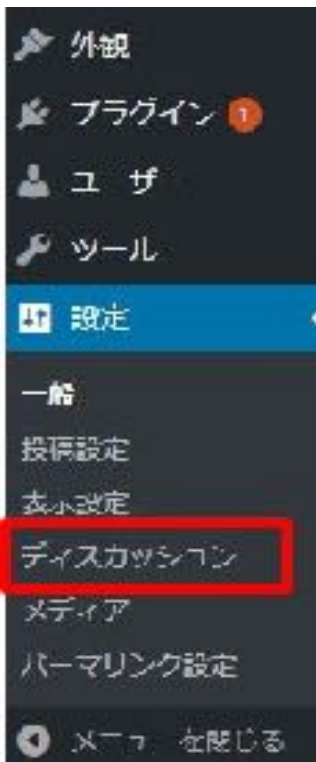 外観
プラグイン 1
ユーザー
ツール
設定
一般
投稿設定
表示設定
ディスカッション
メディア
パーマリンク設定
メニューを閉じる